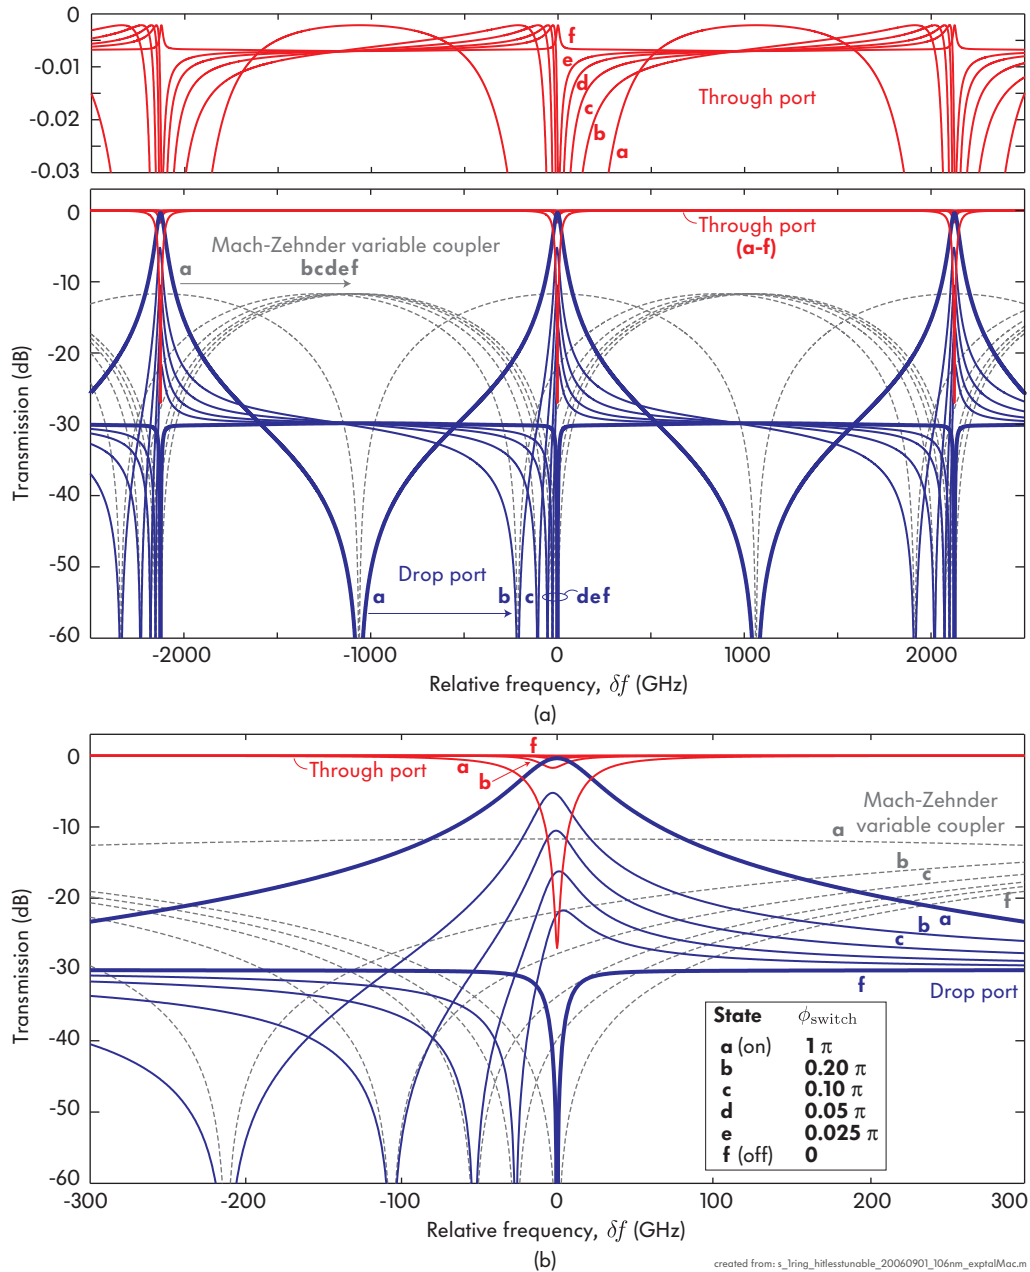 0
-0.01
-0.02
-0.03
f
e
d
c
b
a
Through port
0
-10
-20
-30
-40
-50
-60
Transmission (dB)
Mach-Zehnder variable coupler
a
bcdef
Through port
(a-f)
Drop port
a
b
c
def
-2000
-1000
0
1000
2000
Relative frequency, δf (GHz)
(a)
0
-10
-20
-30
-40
-50
-60
Transmission (dB)
Through port
a
b
f
Mach-Zehnder
variable coupler
a
b
c
f
b
a
c
f
Drop port
State ϕswitch
a (on) 1 π
b 0.20 π
c 0.10 π
d 0.05 π
e 0.025 π
f (off) 0
-300
-200
-100
0
100
200
300
Relative frequency, δf (GHz)
(b)
created from: s_1ring_hitlesstunable_20060901_106nm_exptalMac.m